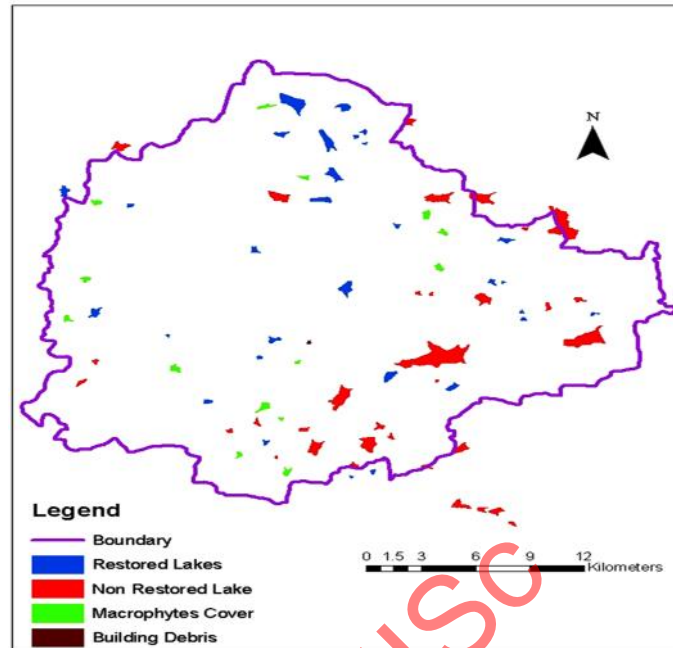 N
Legend
Boundary
Restored Lakes
Non Restored Lake
Macrophytes Cover
Building Debris
0 1.5 3 6 9 12
Kilometers
IISc